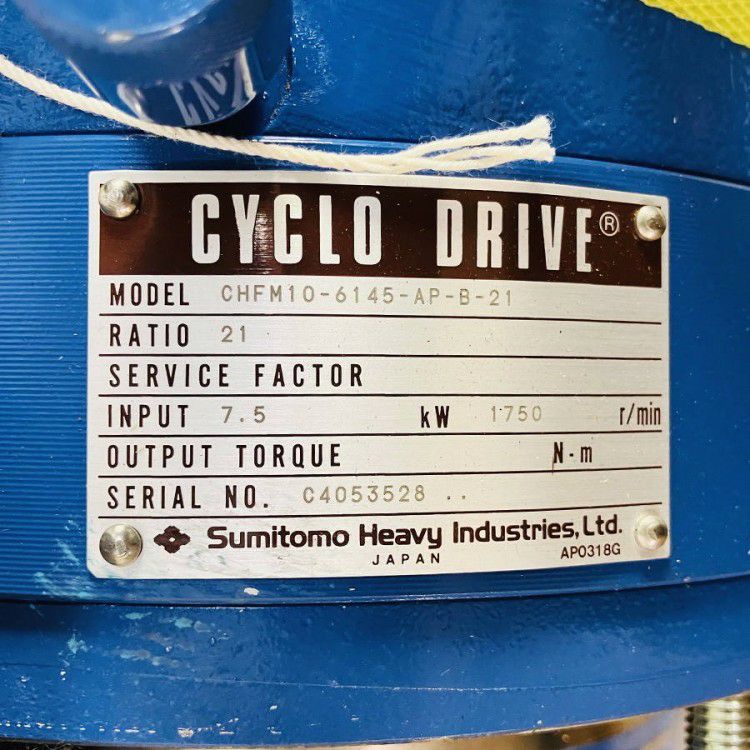 CYCLO DRIVE®
MODEL CHFM10-6145-AP-B-21
RATIO 21
SERVICE FACTOR
INPUT 7.5 kW 1750 r/min
OUTPUT TORQUE N·m
SERIAL NO. C4053528 ..
Sumitomo Heavy Industries, Ltd.
JAPAN AP0318G